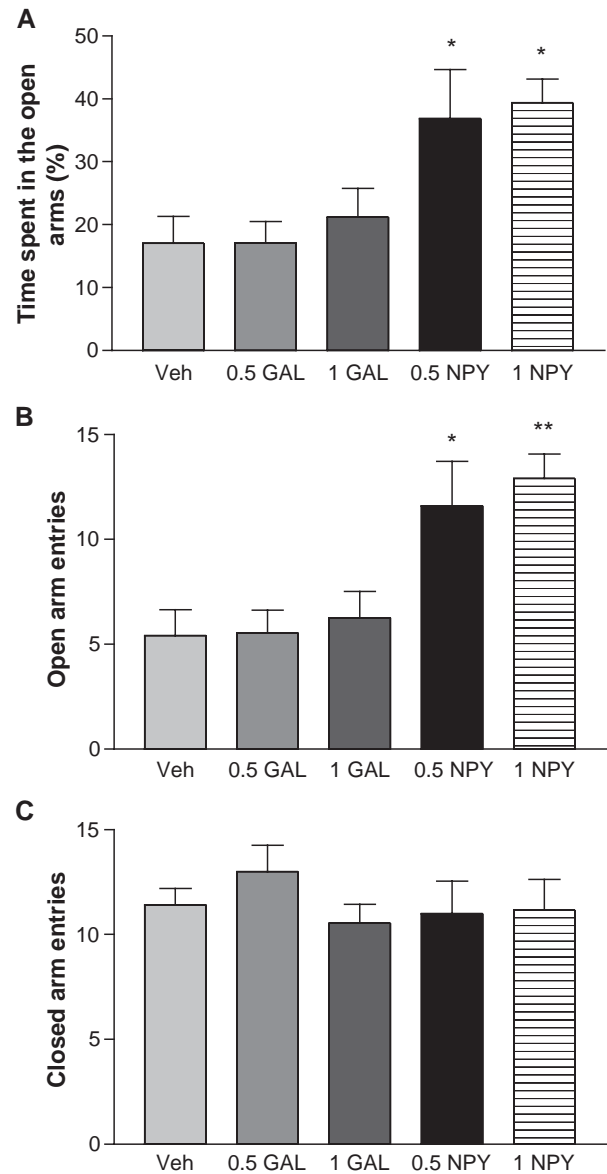 A
Time spent in the open
arms (%)
50
40
30
20
10
0
*
*
Veh
0.5 GAL
1 GAL
0.5 NPY
1 NPY
B
Open arm entries
15
10
5
0
*
**
Veh
0.5 GAL
1 GAL
0.5 NPY
1 NPY
C
Closed arm entries
15
10
5
0
Veh
0.5 GAL
1 GAL
0.5 NPY
1 NPY